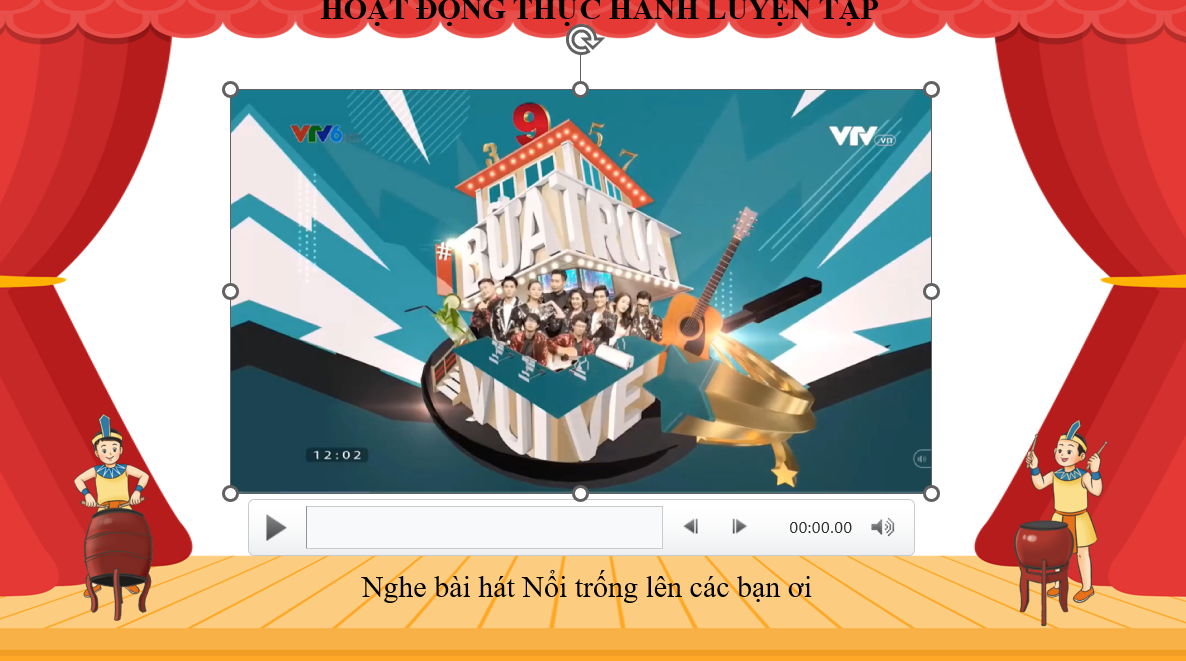 HOẠT ĐỘNG THỰC HÀNH LUYỆN TẬP
VTV6
VTV.vn
9
3 5 7
#
BỮA TRƯA
VUI VẺ
12:02
00:00.00
Nghe bài hát Nổi trống lên các bạn ơi